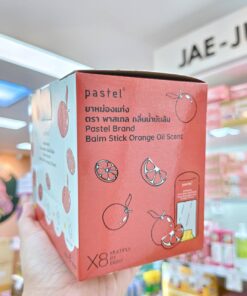 pastel
JAE-J
ยาหม่องแท่ง
ตรา พาสเทล กลิ่นน้ำมันส้ม
Pastel Brand
Balm Stick Orange Oil Scent
pastel
X8